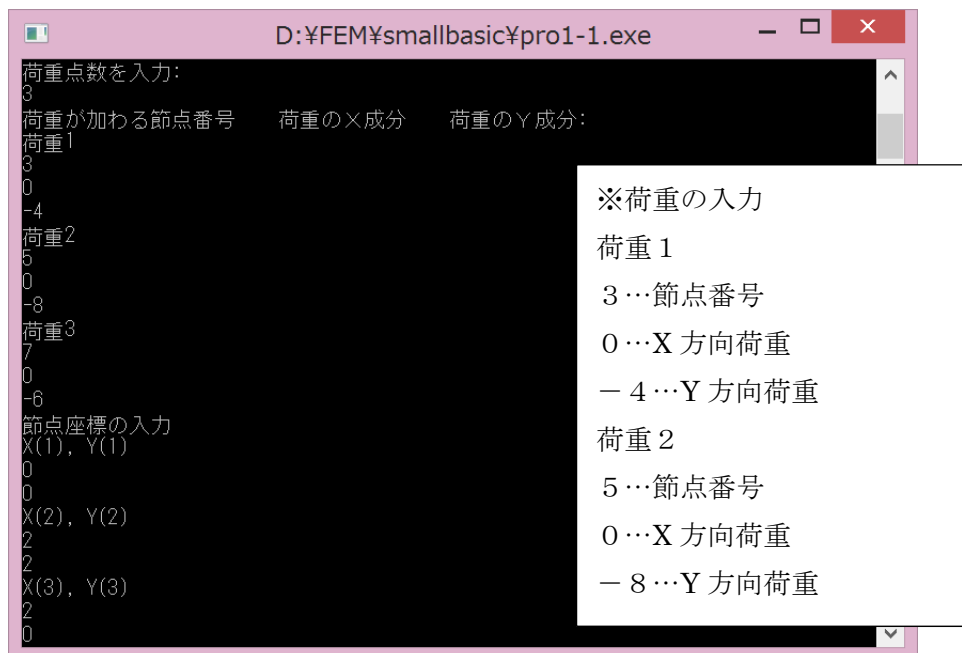 D:¥FEM¥smallbasic¥pro1-1.exe
荷重点数を入力:
3
荷重が加わる節点番号 荷重のX成分 荷重のY成分:
荷重1
3
0
-4
荷重2
5
0
-8
荷重3
7
0
-6
節点座標の入力
X(1), Y(1)
0
0
X(2), Y(2)
2
2
X(3), Y(3)
2
0
※荷重の入力
荷重１
３…節点番号
０…X 方向荷重
－４…Y 方向荷重
荷重２
５…節点番号
０…X 方向荷重
－８…Y 方向荷重